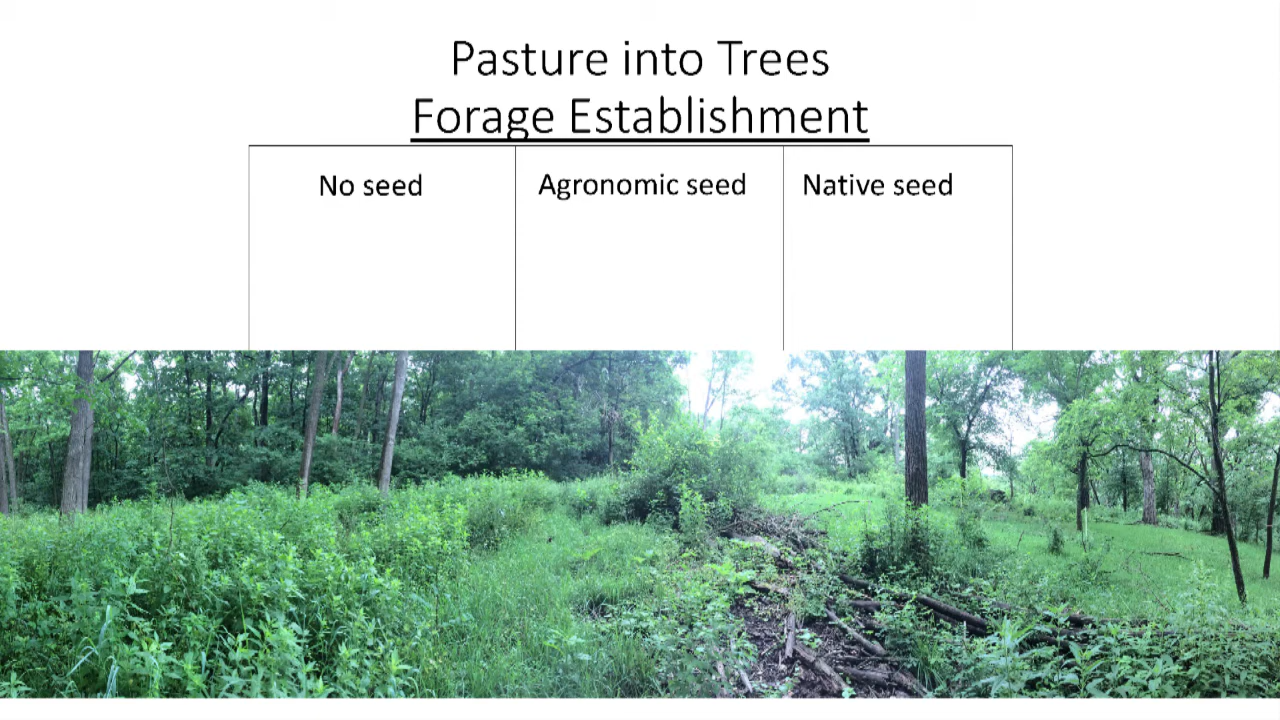 Pasture into Trees
Forage Establishment
No seed
Agronomic seed
Native seed